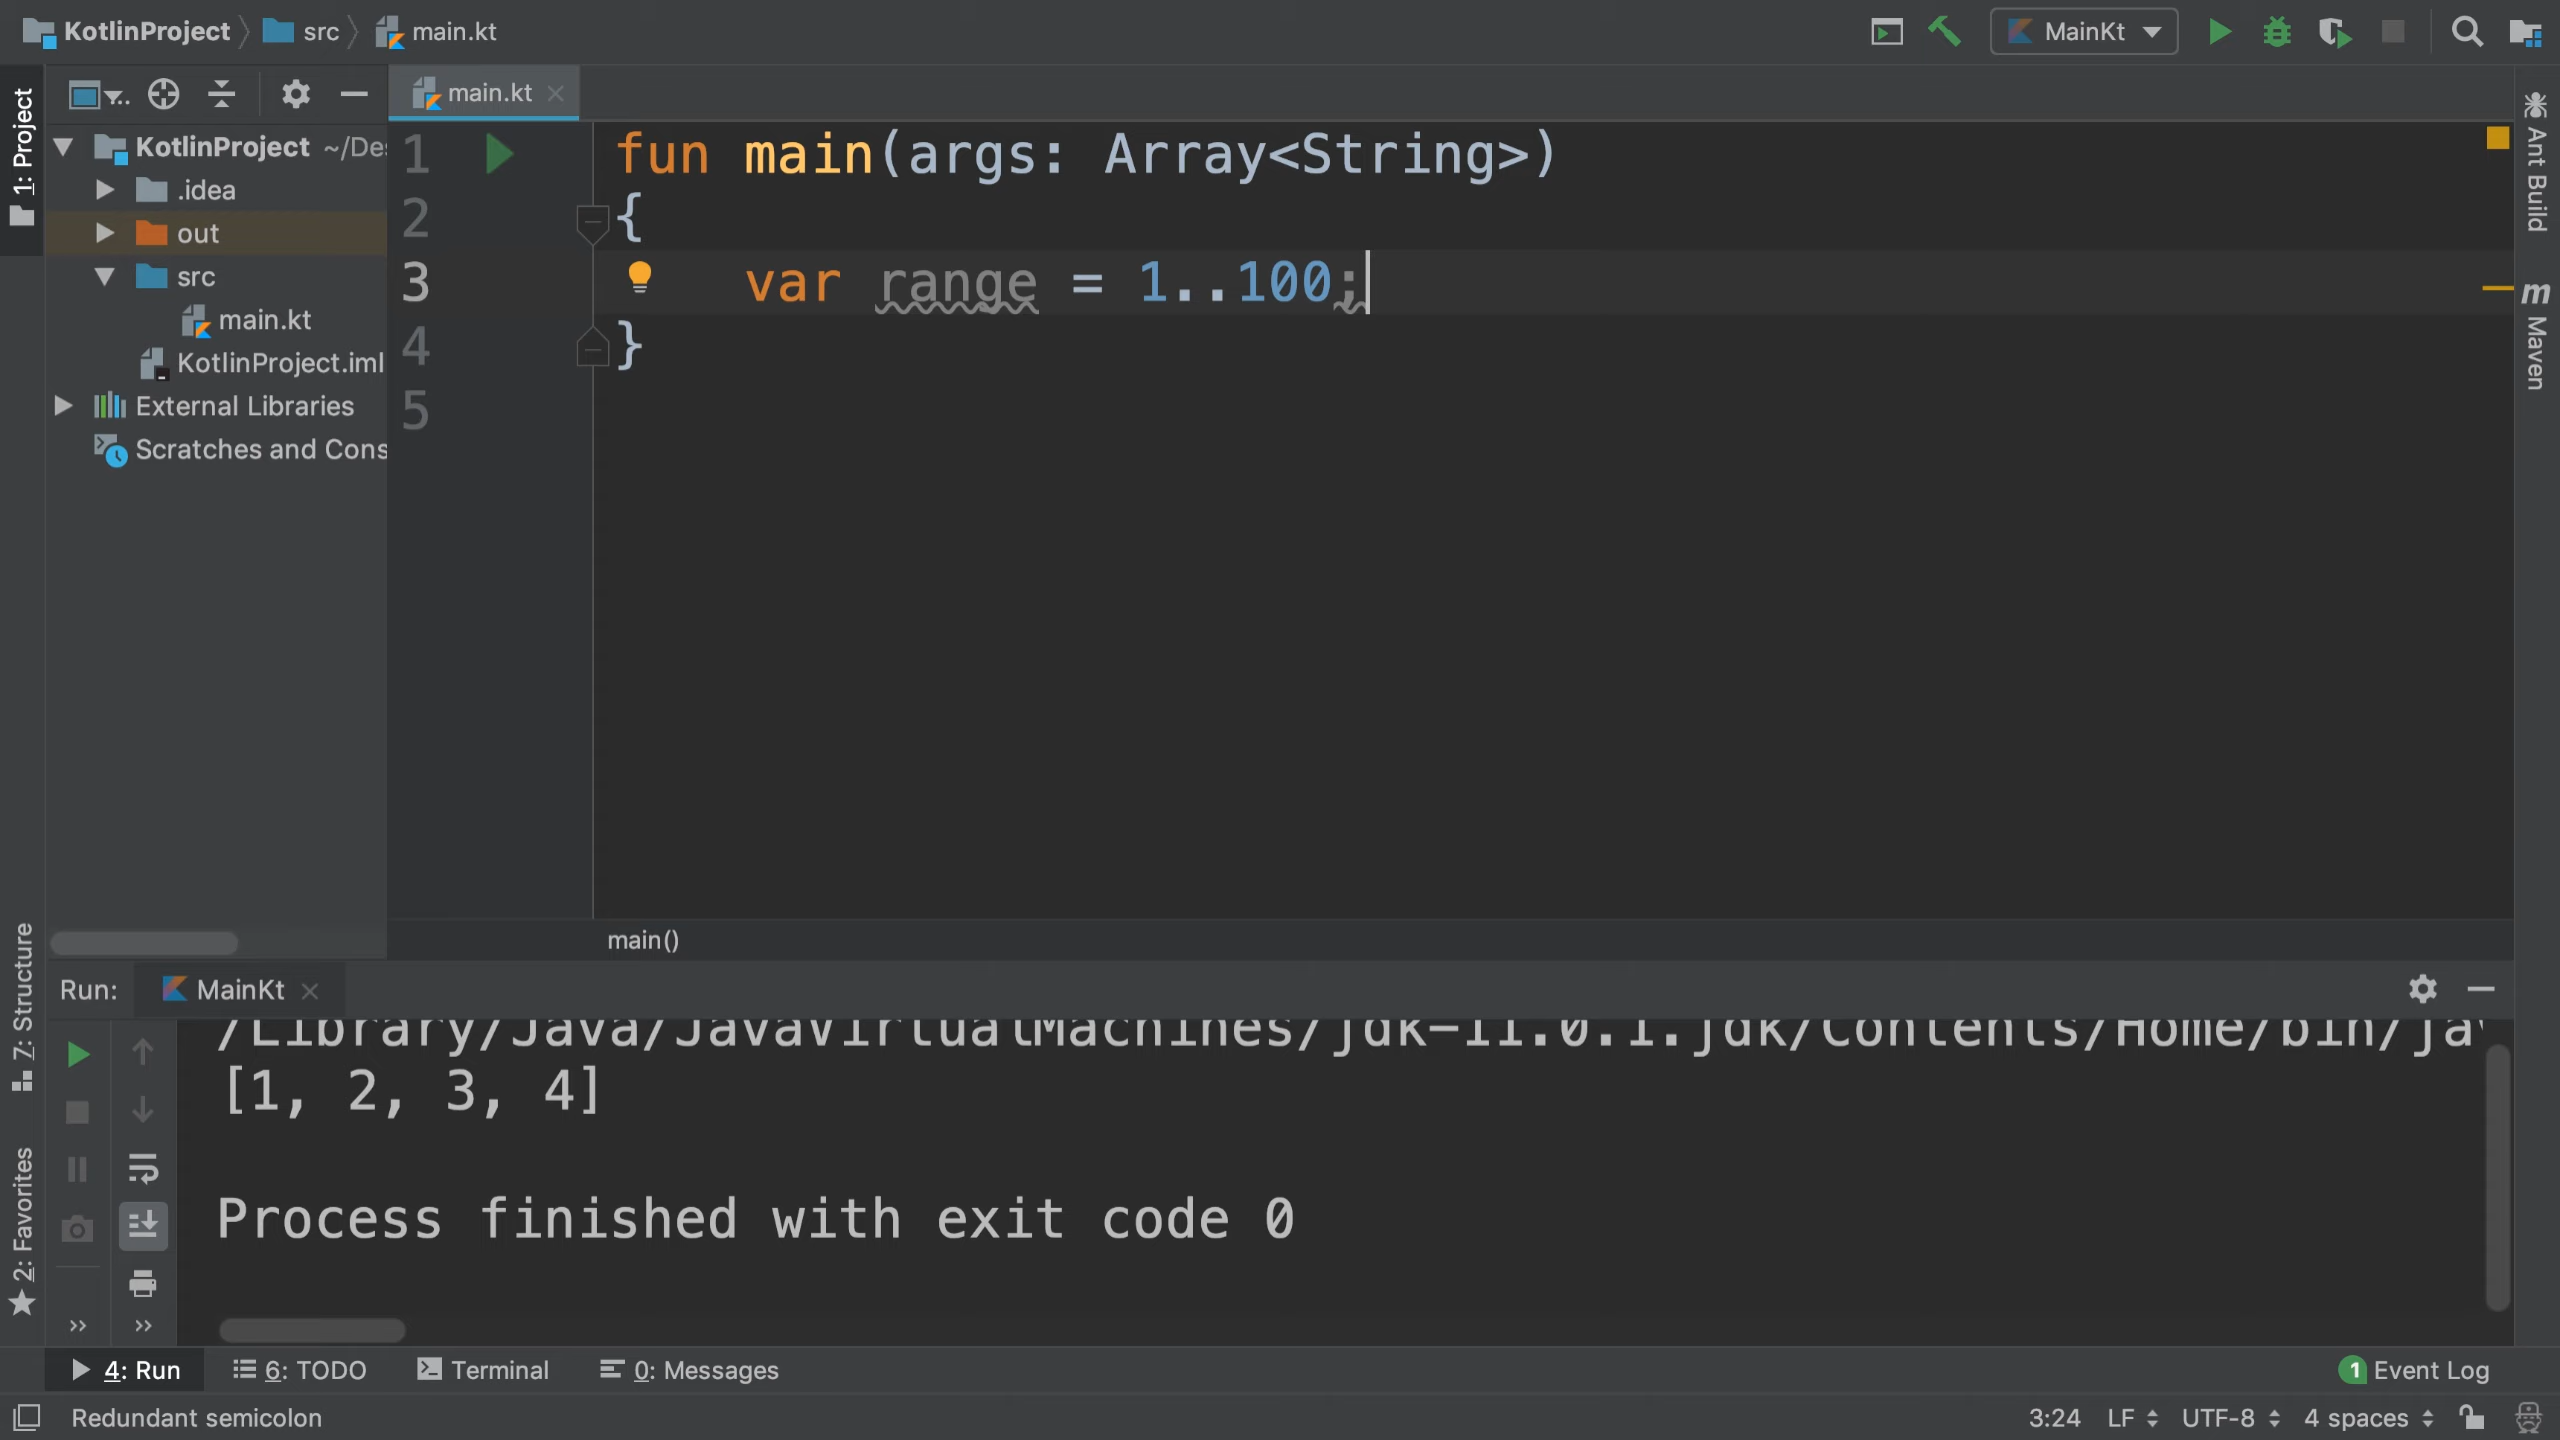 KotlinProject src main.kt MainKt
1: Project
main.kt
KotlinProject ~/De
.idea
out
src
main.kt
KotlinProject.iml
External Libraries
Scratches and Cons
1 fun main(args: Array<String>)
2 {
3 var range = 1..100;
4 }
5
Ant Build
m Maven
main()
7: Structure
2: Favorites
Run: MainKt
/Library/Java/JavaVirtualMachines/jdk-11.0.1.jdk/Contents/Home/bin/ja
[1, 2, 3, 4]
Process finished with exit code 0
4: Run 6: TODO Terminal 0: Messages 1 Event Log
Redundant semicolon 3:24 LF UTF-8 4 spaces